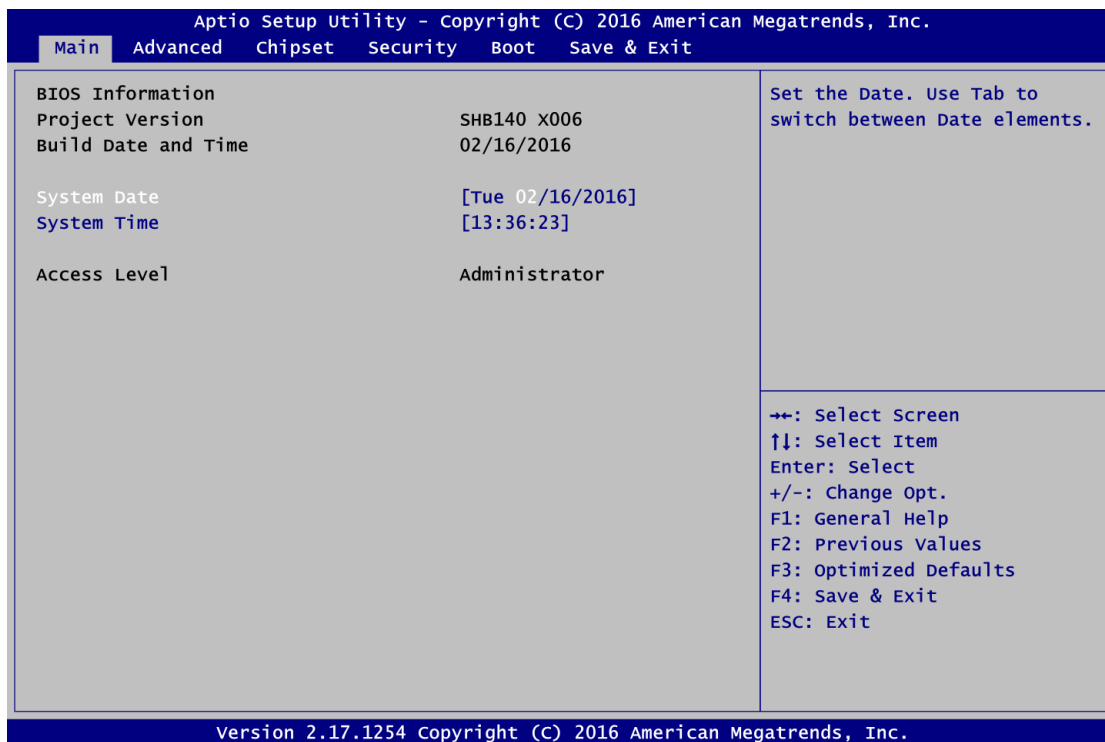 Aptio Setup Utility - Copyright (C) 2016 American Megatrends, Inc.
Main Advanced Chipset Security Boot Save & Exit
BIOS Information
Project Version SHB140 X006
Build Date and Time 02/16/2016
System Date [Tue 02/16/2016]
System Time [13:36:23]
Access Level Administrator
Set the Date. Use Tab to
switch between Date elements.
→←: Select Screen
↑↓: Select Item
Enter: Select
+/-: Change Opt.
F1: General Help
F2: Previous Values
F3: Optimized Defaults
F4: Save & Exit
ESC: Exit
Version 2.17.1254 Copyright (C) 2016 American Megatrends, Inc.